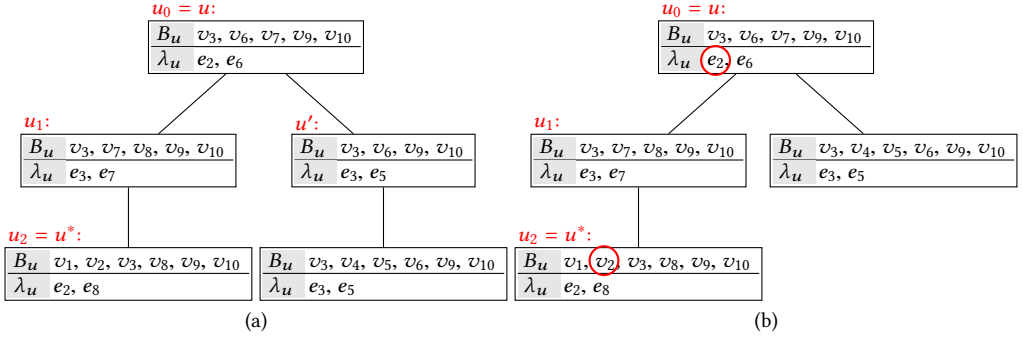 u₀ = u:
Bᵤ v₃, v₆, v₇, v₉, v₁₀
λᵤ e₂, e₆
u₁:
Bᵤ v₃, v₇, v₈, v₉, v₁₀
λᵤ e₃, e₇
u′:
Bᵤ v₃, v₆, v₉, v₁₀
λᵤ e₃, e₅
u₂ = u*:
Bᵤ v₁, v₂, v₃, v₈, v₉, v₁₀
λᵤ e₂, e₈
Bᵤ v₃, v₄, v₅, v₆, v₉, v₁₀
λᵤ e₃, e₅
(a)
u₀ = u:
Bᵤ v₃, v₆, v₇, v₉, v₁₀
λᵤ e₂, e₆
u₁:
Bᵤ v₃, v₇, v₈, v₉, v₁₀
λᵤ e₃, e₇
Bᵤ v₃, v₄, v₅, v₆, v₉, v₁₀
λᵤ e₃, e₅
u₂ = u*:
Bᵤ v₁, v₂, v₃, v₈, v₉, v₁₀
λᵤ e₂, e₈
(b)